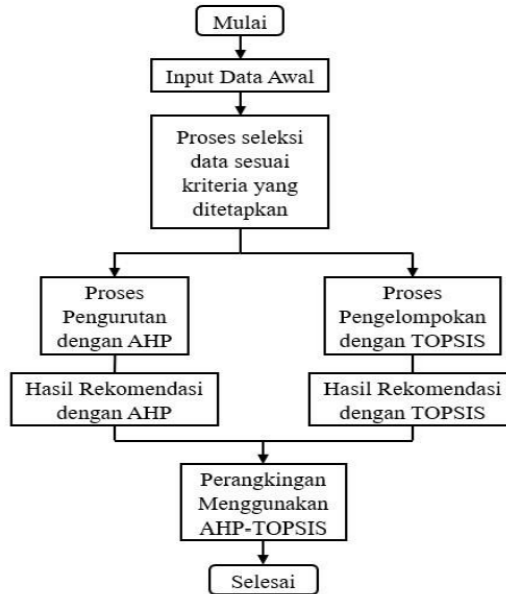 Mulai
Input Data Awal
Proses seleksi
data sesuai
kriteria yang
ditetapkan
Proses
Pengurutan
dengan AHP
Proses
Pengelompokan
dengan TOPSIS
Hasil Rekomendasi
dengan AHP
Hasil Rekomendasi
dengan TOPSIS
Perangkingan
Menggunakan
AHP-TOPSIS
Selesai